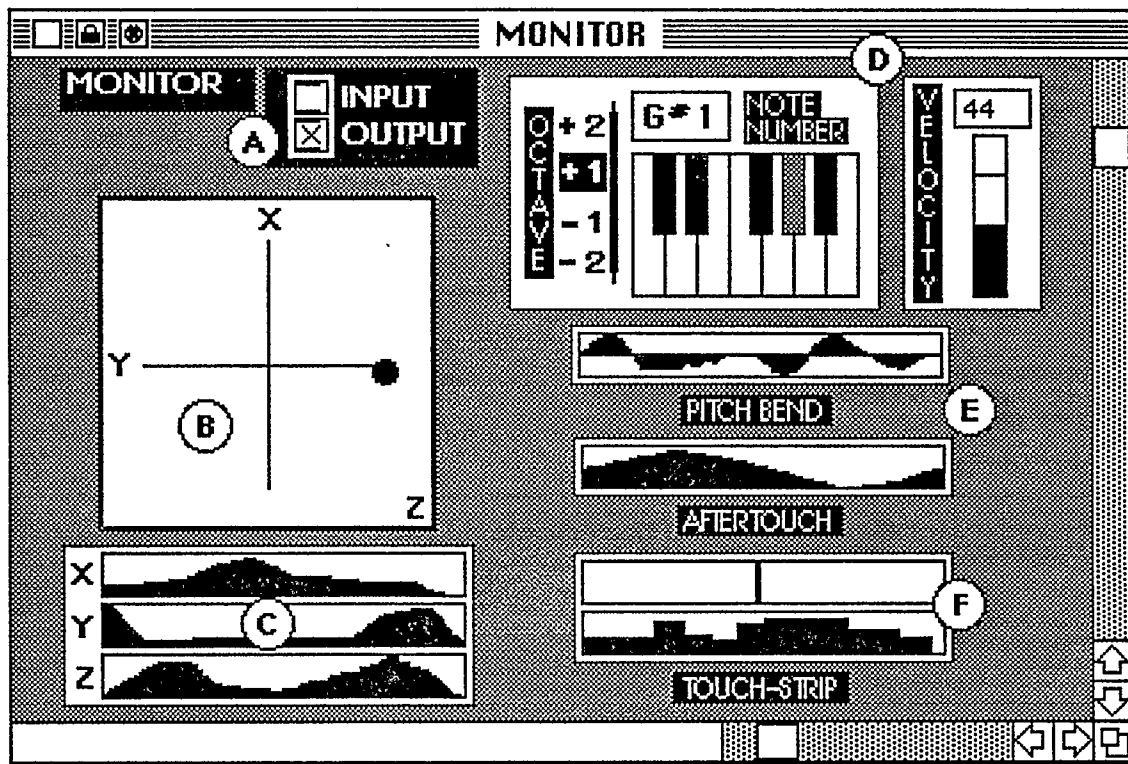 MONITOR
MONITOR
INPUT
OUTPUT
A
X
Y
B
Z
X
Y
C
Z
D
OCTAVE
+2
+1
-1
-2
G#1
NOTE
NUMBER
VELOCITY
44
PITCH BEND
E
AFTERTOUCH
F
TOUCH-STRIP